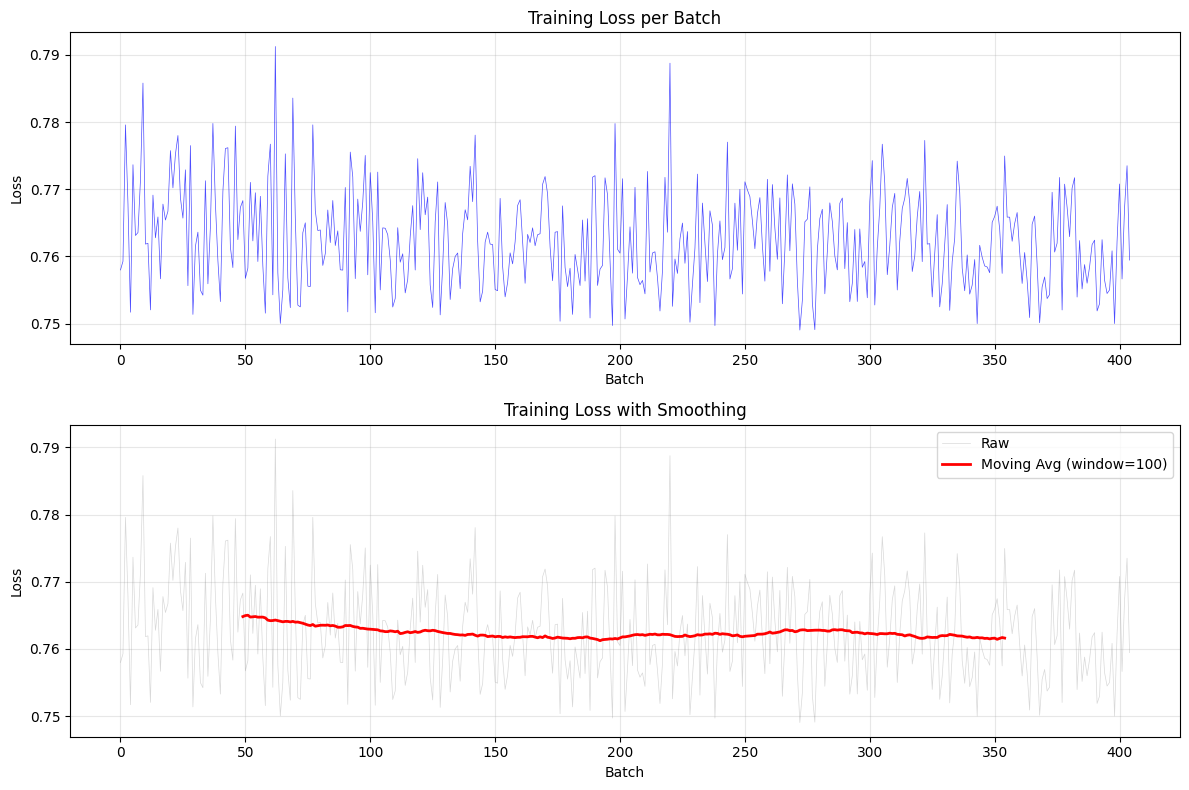 Training Loss per Batch
0.79
0.78
0.77
0.76
0.75
Loss
0 50 100 150 200 250 300 350 400
Batch
Training Loss with Smoothing
Raw
Moving Avg (window=100)
0.79
0.78
0.77
0.76
0.75
Loss
0 50 100 150 200 250 300 350 400
Batch